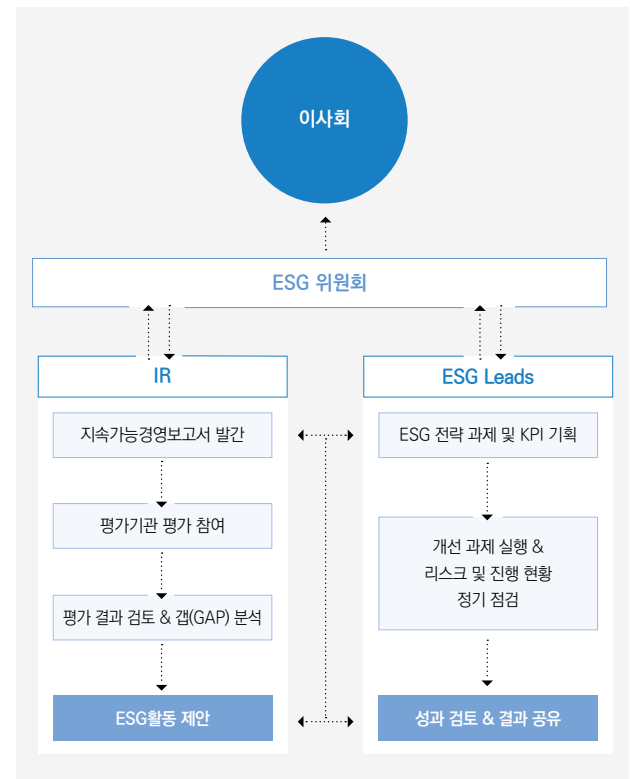 이사회
ESG 위원회
IR
지속가능경영보고서 발간
평가기관 평가 참여
평가 결과 검토 & 갭(GAP) 분석
ESG활동 제안
ESG Leads
ESG 전략 과제 및 KPI 기획
개선 과제 실행 &
리스크 및 진행 현황
정기 점검
성과 검토 & 결과 공유